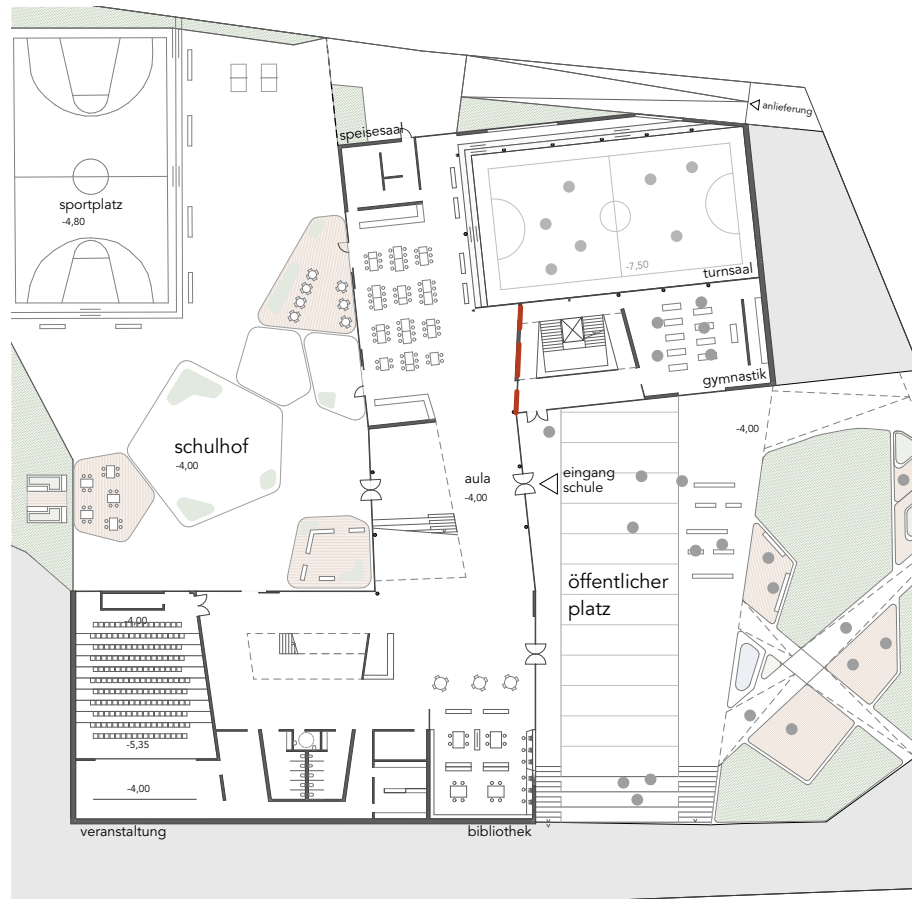 anlieferung
speisesaal
sportplatz
-4,80
-7,50
turnsaal
gymnastik
-4,00
schulhof
-4,00
aula
-4,00
eingang
schule
öffentlicher
platz
-4,00
-5,35
-4,00
veranstaltung
bibliothek